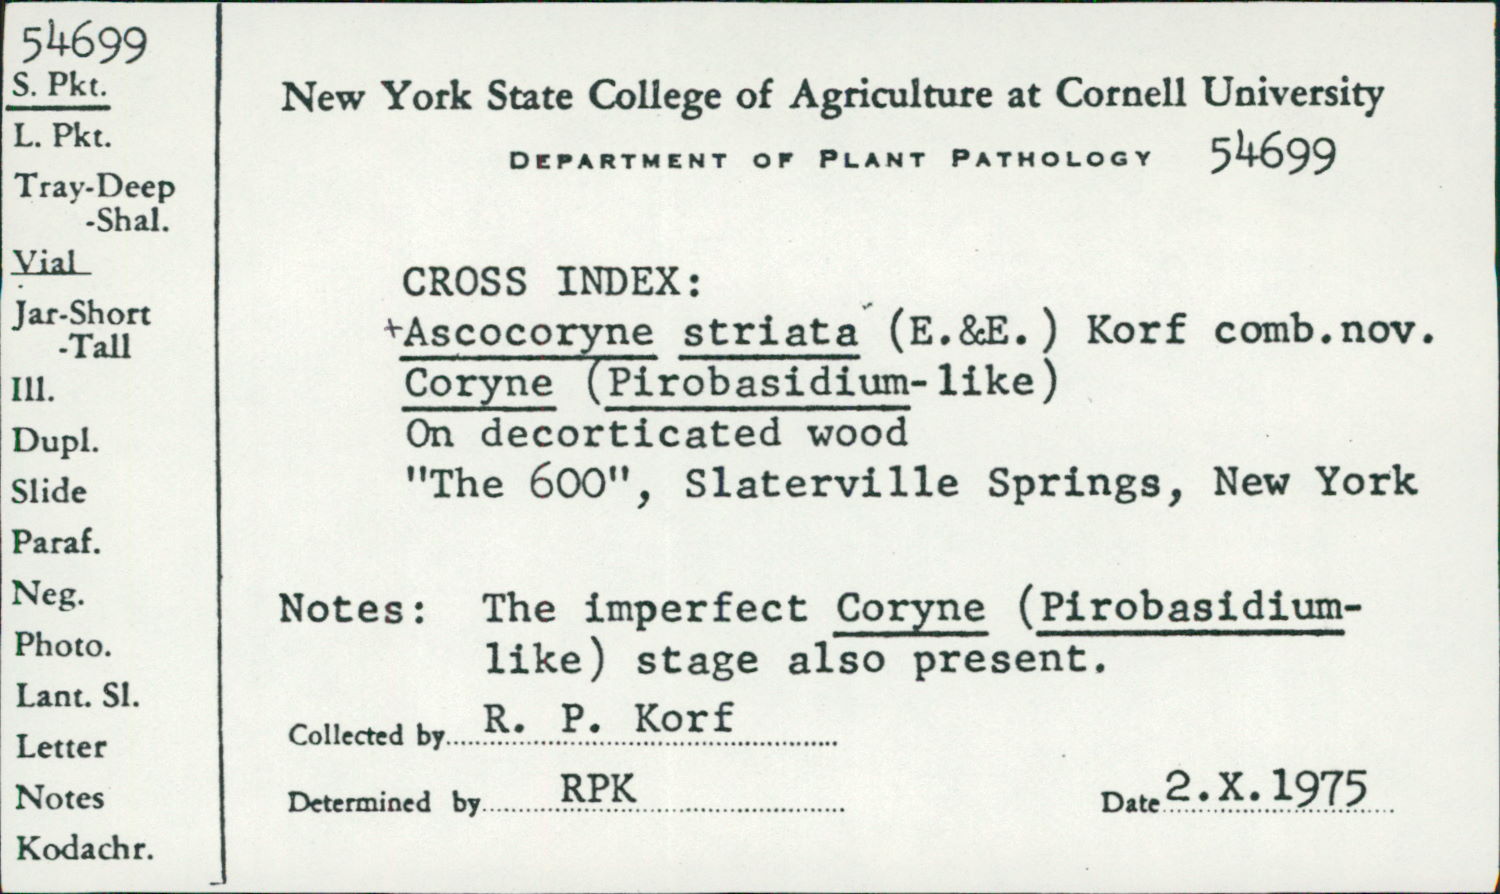 54699
S. Pkt.
L. Pkt.
Tray-Deep
-Shal.
Vial
Jar-Short
-Tall
Ill.
Dupl.
Slide
Paraf.
Neg.
Photo.
Lant. Sl.
Letter
Notes
Kodachr.
New York State College of Agriculture at Cornell University
DEPARTMENT OF PLANT PATHOLOGY 54699
CROSS INDEX:
+Ascocoryne striata (E.&E.) Korf comb.nov.
Coryne (Pirobasidium-like)
On decorticated wood
"The 600", Slaterville Springs, New York
Notes: The imperfect Coryne (Pirobasidium-
like) stage also present.
Collected by R. P. Korf
Determined by RPK Date 2.X.1975